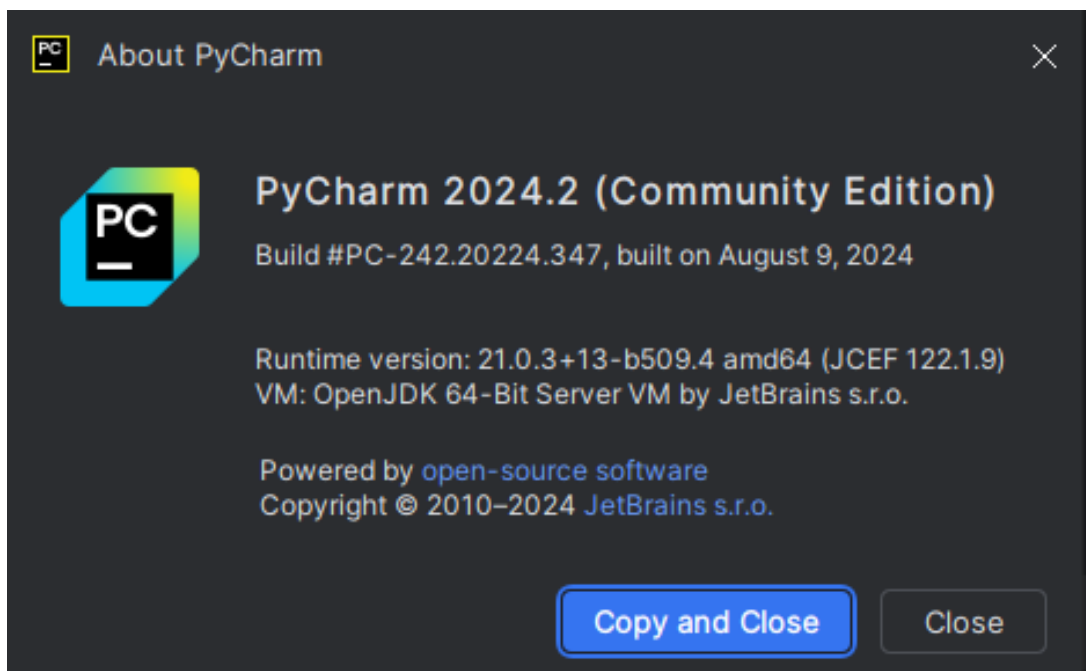 PC
About PyCharm
PC
PyCharm 2024.2 (Community Edition)
Build #PC-242.20224.347, built on August 9, 2024
Runtime version: 21.0.3+13-b509.4 amd64 (JCEF 122.1.9)
VM: OpenJDK 64-Bit Server VM by JetBrains s.r.o.
Powered by open-source software
Copyright © 2010–2024 JetBrains s.r.o.
Copy and Close
Close